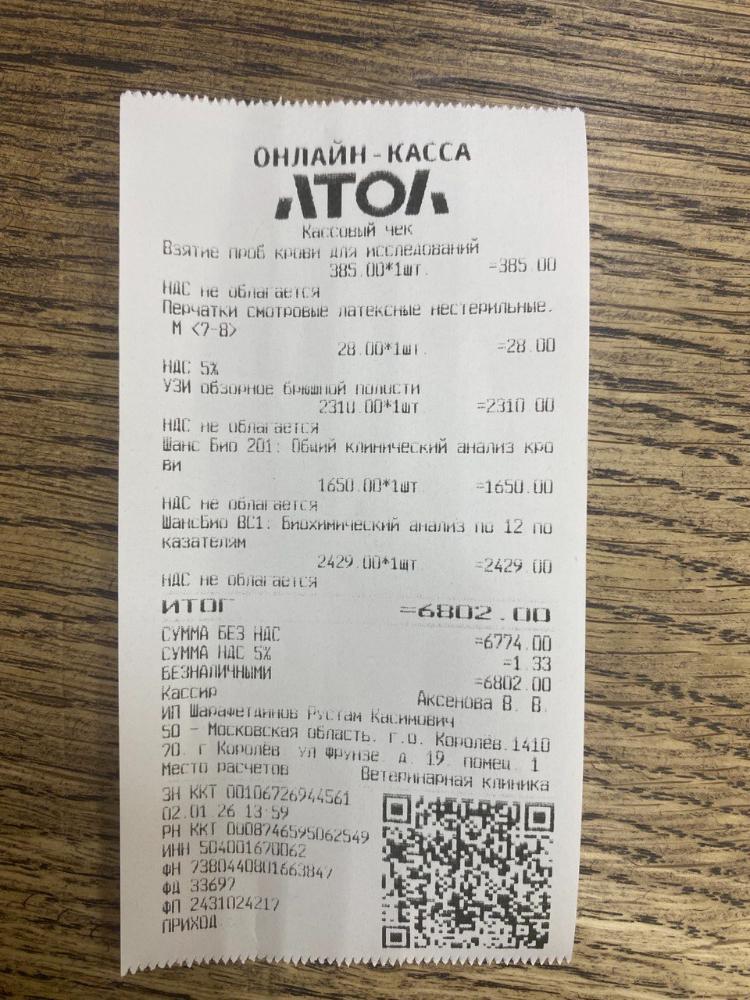 ОНЛАЙН-КАССА
АТОЛ
Кассовый чек
Взятие проб крови для исследований
385.00*1шт. =385.00
НДС не облагается
Перчатки смотровые латексные нестерильные.
М <7-8>
28.00*1шт. =28.00
НДС 5%
УЗИ обзорное брюшной полости
2310.00*1шт =2310.00
НДС не облагается
Шанс Био 201: Общий клинический анализ кро
ви
1650.00*1шт =1650.00
НДС не облагается
ШансБио ВС1: Биохимический анализ по 12 по
казателям
2429.00*1шт =2429.00
НДС не облагается
ИТОГ =6802.00
СУММА БЕЗ НДС =6774.00
СУММА НДС 5% =1.33
БЕЗНАЛИЧНЫМИ =6802.00
Кассир Аксенова В. В.
ИП Шарафетдинов Рустам Касимович
50 - Московская область. г.о. Королёв.1410
70. г Королёв ул Фрунзе д. 19. помещ. 1
Место расчетов Ветеринарная клиника
ЗН ККТ 00106726944561
02.01.26 13:59
РН ККТ 0008746595062549
ИНН 504001670062
ФН 7380440801663847
ФД 33697
ФП 2431024217
ПРИХОД